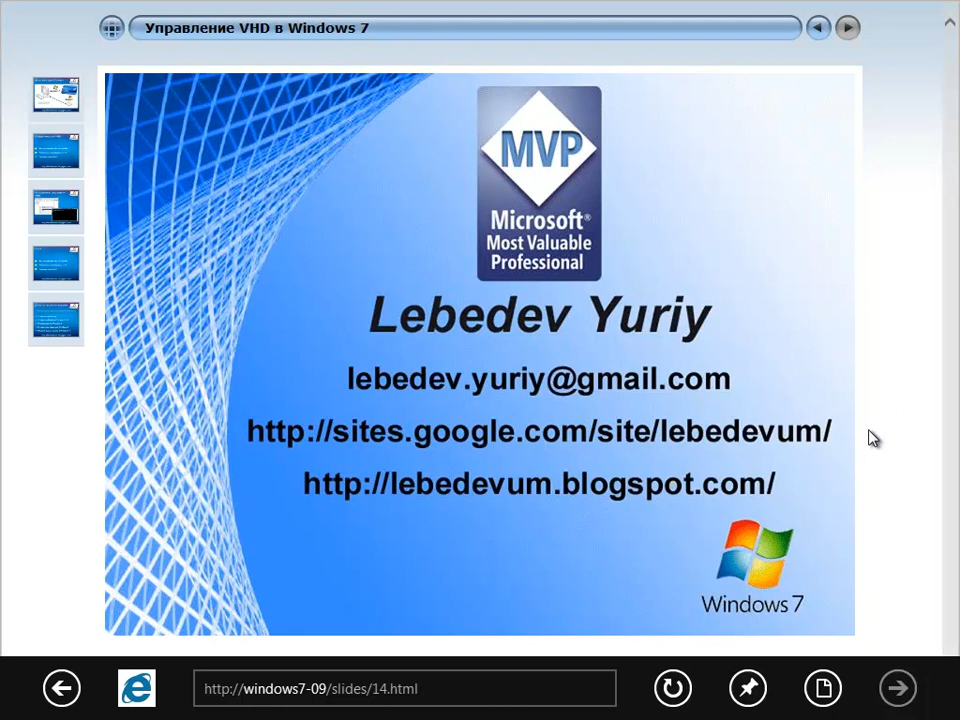 Управление VHD в Windows 7
MVP
Microsoft®
Most Valuable
Professional
Lebedev Yuriy
lebedev.yuriy@gmail.com
http://sites.google.com/site/lebedevum/
http://lebedevum.blogspot.com/
Windows 7
http://windows7-09/slides/14.html